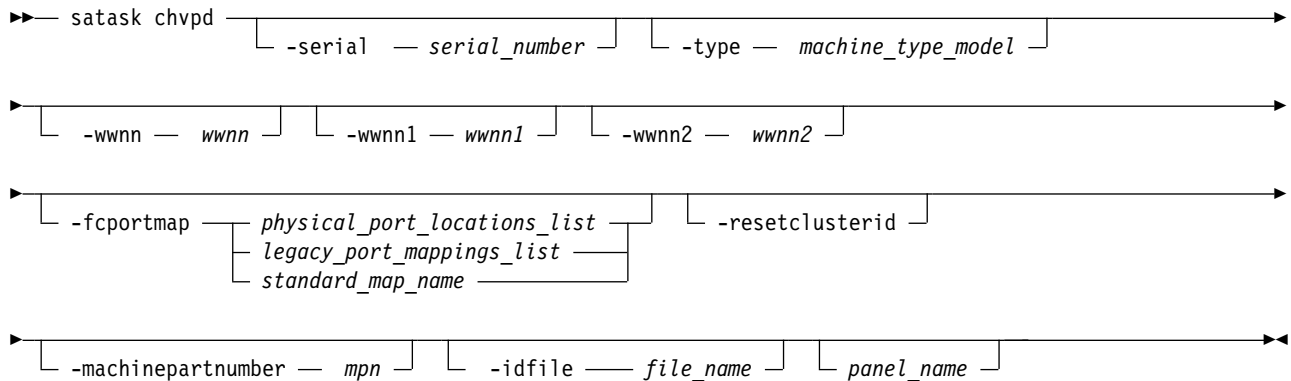 satask chvpd
-serial serial_number -type machine_type_model
-wwnn wwnn -wwnn1 wwnn1 -wwnn2 wwnn2
-fcportmap physical_port_locations_list -resetclusterid
legacy_port_mappings_list
standard_map_name
-machinepartnumber mpn -idfile file_name panel_name